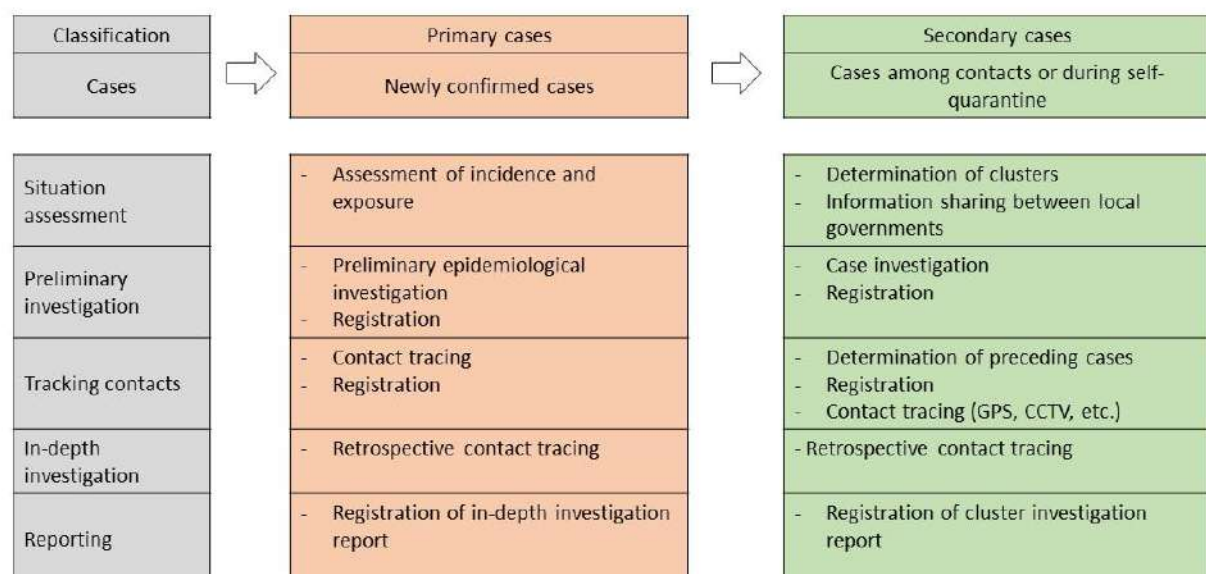 Classification
Cases
Primary cases
Newly confirmed cases
Secondary cases
Cases among contacts or during self-
quarantine
Situation
assessment
- Assessment of incidence and
exposure
- Determination of clusters
- Information sharing between local
governments
Preliminary
investigation
- Preliminary epidemiological
investigation
- Registration
- Case investigation
- Registration
Tracking contacts
- Contact tracing
- Registration
- Determination of preceding cases
- Registration
- Contact tracing (GPS, CCTV, etc.)
In-depth
investigation
- Retrospective contact tracing
- Retrospective contact tracing
Reporting
- Registration of in-depth investigation
report
- Registration of cluster investigation
report